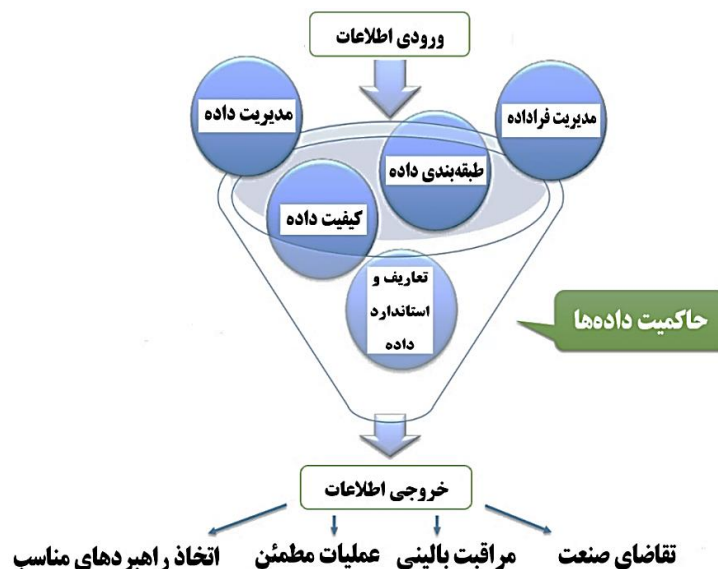 ورودی اطلاعات
مدیریت فراداده
مدیریت داده
طبقه‌بندی داده
کیفیت داده
تعاریف و
استاندارد
داده
حاکمیت داده‌ها
خروجی اطلاعات
تقاضای صنعت
مراقبت بالینی
عملیات مطمئن
اتخاذ راهبردهای مناسب